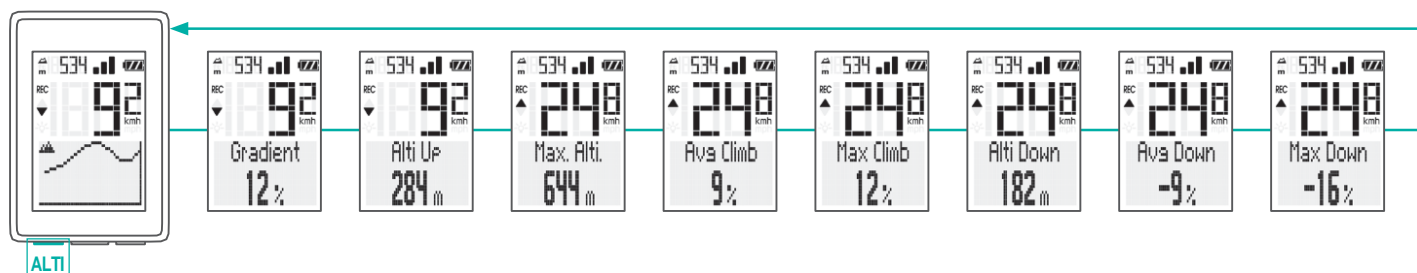 534
m
REC
92
kmh
ALTI
534
m
REC
92
kmh
Gradient
12 %
534
m
REC
92
kmh
Alti Up
284 m
534
m
REC
248
kmh
Max. Alti.
644 m
534
m
REC
248
kmh
Avg Climb
9 %
534
m
REC
248
kmh
Max Climb
12 %
534
m
REC
248
kmh
Alti Down
182 m
534
m
REC
248
kmh
Avg Down
-9 %
534
m
REC
248
kmh
Max Down
-16 %